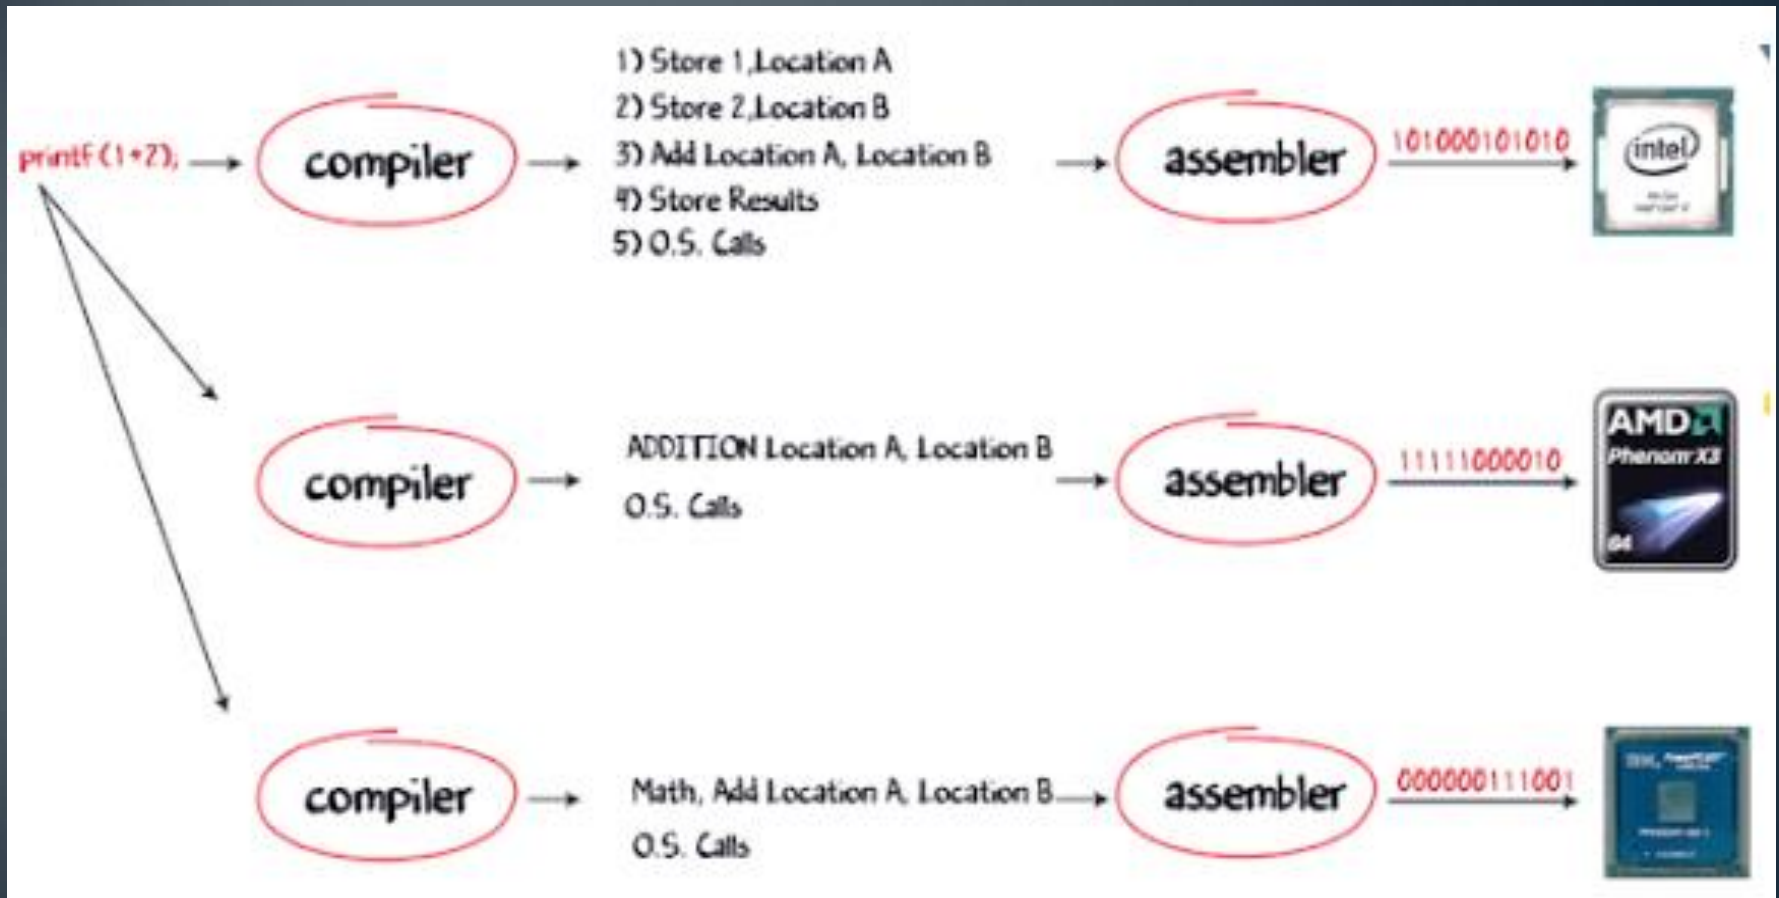 printf(1+2);
compiler
1) Store 1,Location A
2) Store 2,Location B
3) Add Location A, Location B
4) Store Results
5) O.S. Calls
assembler
101000101010
intel
compiler
ADDITION Location A, Location B
O.S. Calls
assembler
11111000010
AMD
Phenom X3
64
compiler
Math, Add Location A, Location B
O.S. Calls
assembler
000000111001
IBM